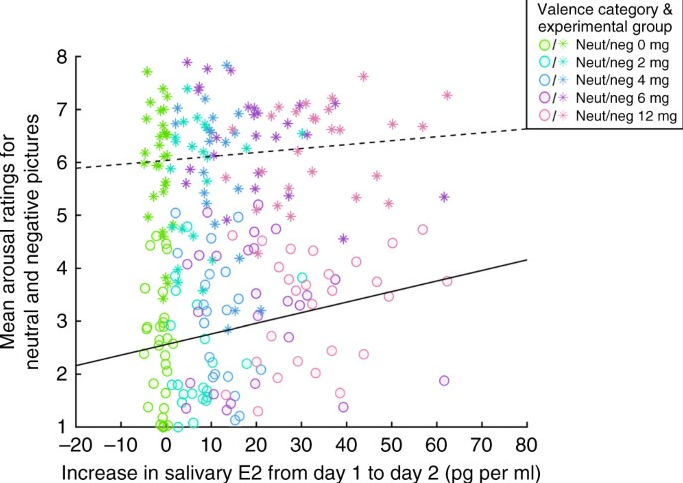 Valence category &
experimental group
/ Neut/neg 0 mg
/ Neut/neg 2 mg
/ Neut/neg 4 mg
/ Neut/neg 6 mg
/ Neut/neg 12 mg
Mean arousal ratings for
neutral and negative pictures
8
7
6
5
4
3
2
1
–20 –10 0 10 20 30 40 50 60 70 80
Increase in salivary E2 from day 1 to day 2 (pg per ml)